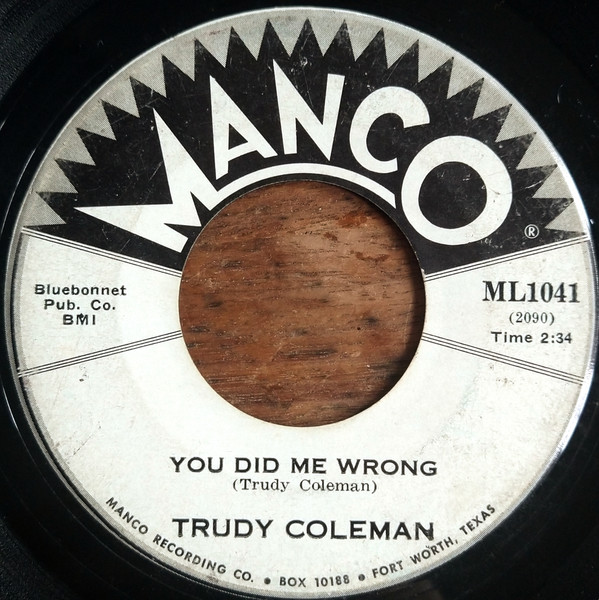 MANCO
®
Bluebonnet
Pub. Co.
BMI
ML1041
(2090)
Time 2:34
YOU DID ME WRONG
(Trudy Coleman)
TRUDY COLEMAN
MANCO RECORDING CO. • BOX 10188 • FORT WORTH, TEXAS